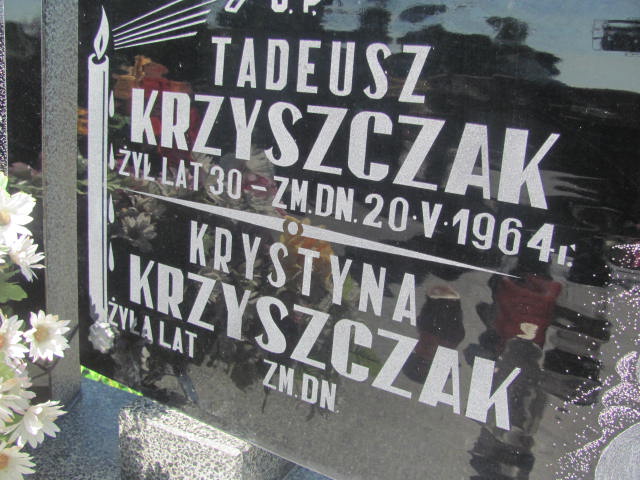 Ś.P.
TADEUSZ
KRZYSZCZAK
ŻYŁ LAT 30 – ZM.DN. 20·V·1964 r.
KRYSTYNA
KRZYSZCZAK
ŻYŁA LAT
ZM.DN.